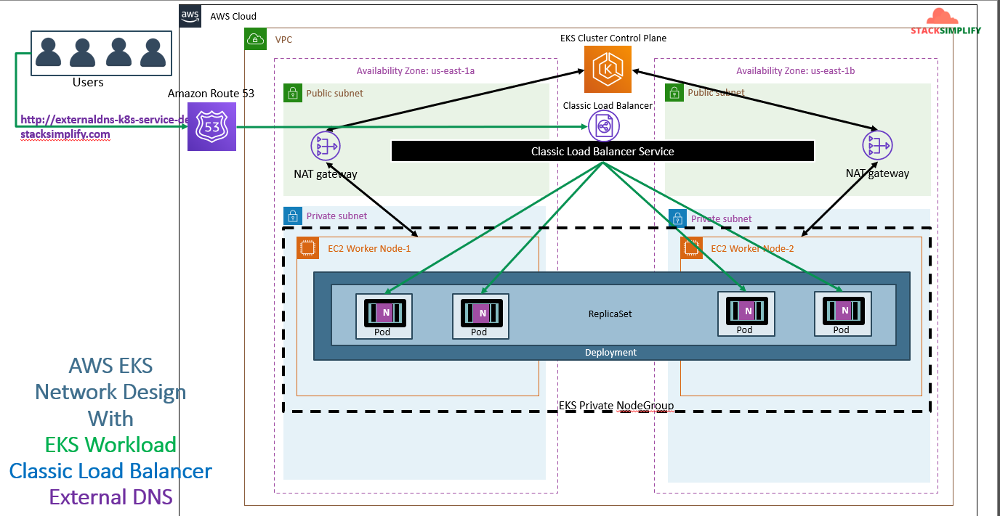 aws
AWS Cloud
STACKSIMPLIFY
VPC
EKS Cluster Control Plane
Users
Availability Zone: us-east-1a
Availability Zone: us-east-1b
Amazon Route 53
Public subnet
Public subnet
Classic Load Balancer
http://externaldns-k8s-service-de
stacksimplify.com
53
Classic Load Balancer Service
NAT gateway
NAT gateway
Private subnet
Private subnet
EC2 Worker Node-1
EC2 Worker Node-2
N
N
N
N
ReplicaSet
Pod
Pod
Pod
Pod
Deployment
EKS Private NodeGroup
AWS EKS
Network Design
With
EKS Workload
Classic Load Balancer
External DNS